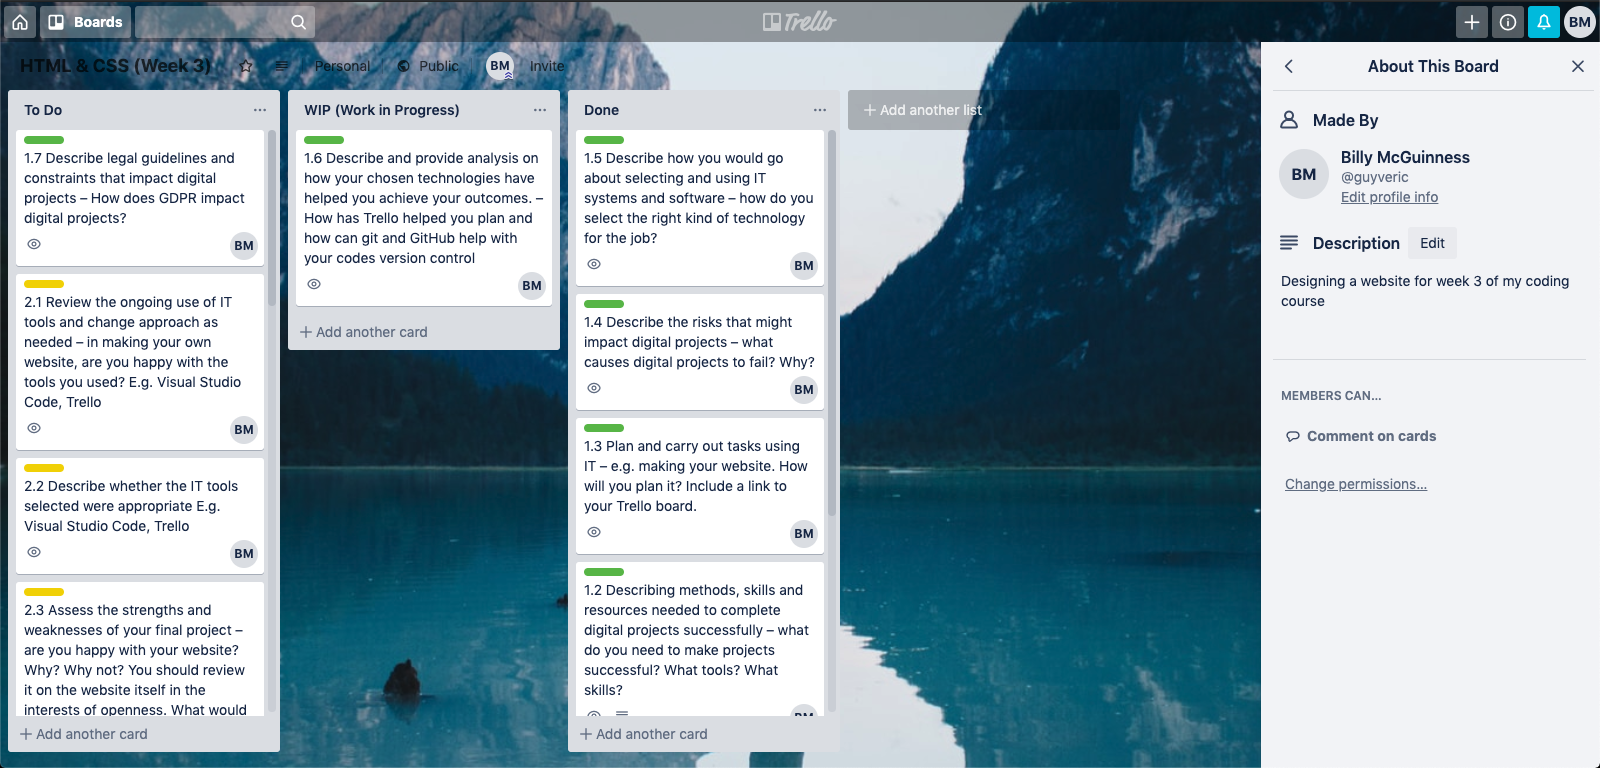 Boards
Trello
BM
HTML & CSS (Week 3)
Personal
Public
BM
Invite
To Do
1.7 Describe legal guidelines and
constraints that impact digital
projects – How does GDPR impact
digital projects?
BM
2.1 Review the ongoing use of IT
tools and change approach as
needed – in making your own
website, are you happy with the
tools you used? E.g. Visual Studio
Code, Trello
BM
2.2 Describe whether the IT tools
selected were appropriate E.g.
Visual Studio Code, Trello
BM
2.3 Assess the strengths and
weaknesses of your final project –
are you happy with your website?
Why? Why not? You should review
it on the website itself in the
interests of openness. What would
Add another card
WIP (Work in Progress)
1.6 Describe and provide analysis on
how your chosen technologies have
helped you achieve your outcomes. –
How has Trello helped you plan and
how can git and GitHub help with
your codes version control
BM
Add another card
Done
1.5 Describe how you would go
about selecting and using IT
systems and software – how do you
select the right kind of technology
for the job?
BM
1.4 Describe the risks that might
impact digital projects – what
causes digital projects to fail? Why?
BM
1.3 Plan and carry out tasks using
IT – e.g. making your website. How
will you plan it? Include a link to
your Trello board.
BM
1.2 Describing methods, skills and
resources needed to complete
digital projects successfully – what
do you need to make projects
successful? What tools? What
skills?
BM
Add another card
Add another list
About This Board
Made By
BM
Billy McGuinness
@guyveric
Edit profile info
Description
Edit
Designing a website for week 3 of my coding
course
MEMBERS CAN...
Comment on cards
Change permissions...